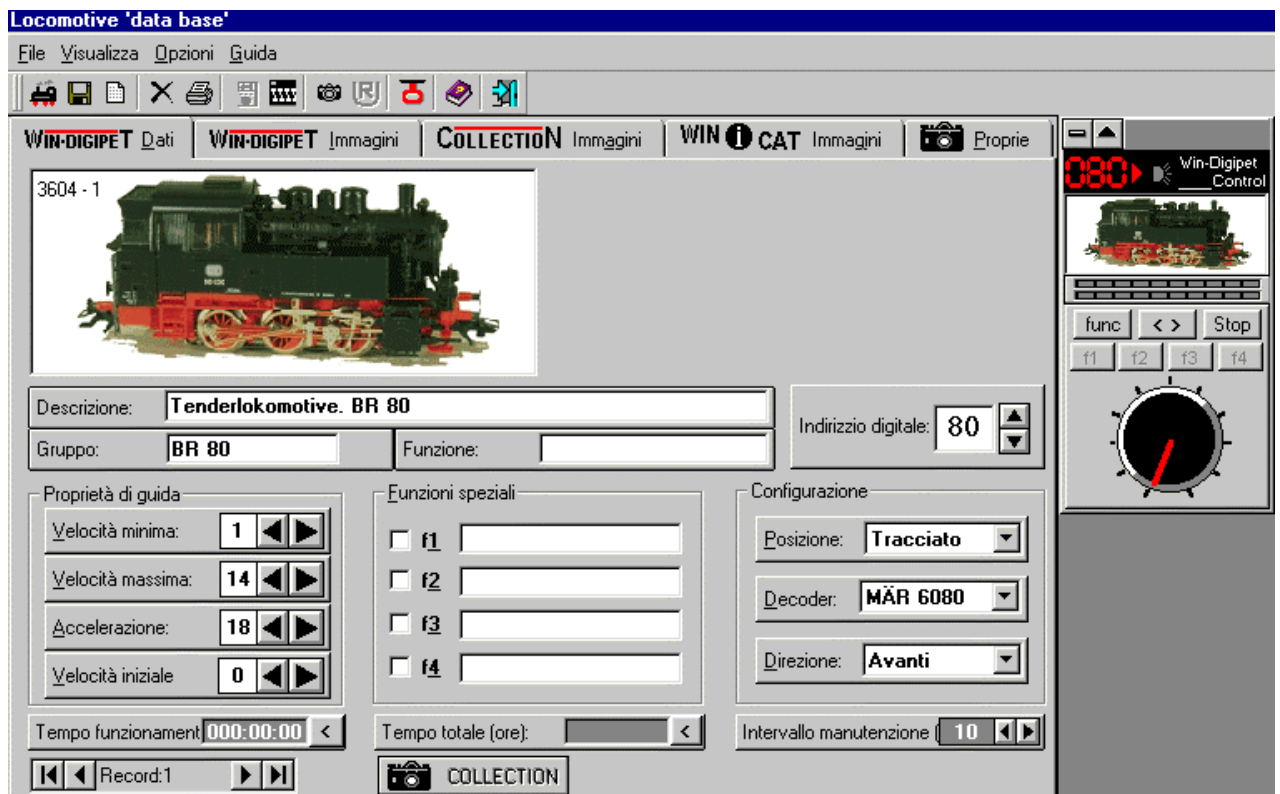 Locomotive 'data base'
File Visualizza Opzioni Guida
WIN-DIGIPET Dati WIN-DIGIPET Immagini COLLECTION Immagini WIN CAT Immagini Proprie
080 Win-Digipet
____Control
3604 - 1
func < > Stop
f1 f2 f3 f4
Descrizione: Tenderlokomotive. BR 80
Indirizzio digitale: 80
Gruppo: BR 80 Funzione:
Proprietà di guida Funzioni speziali Configurazione
Velocità minima: 1 f1 Posizione: Tracciato
Velocità massima: 14 f2 Decoder: MÄR 6080
Accelerazione: 18 f3
Velocità iniziale 0 f4 Direzione: Avanti
Tempo funzionament 000:00:00 < Tempo totale (ore): < Intervallo manutenzione ( 10
Record:1 COLLECTION